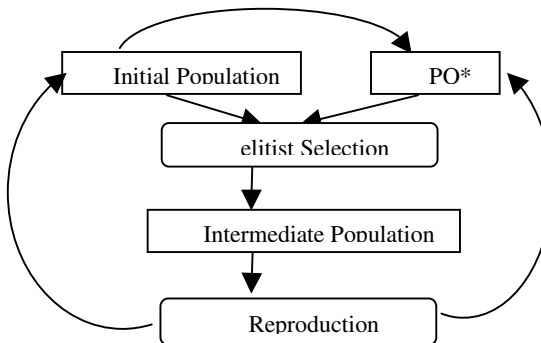 Initial Population
PO*
elitist Selection
Intermediate Population
Reproduction